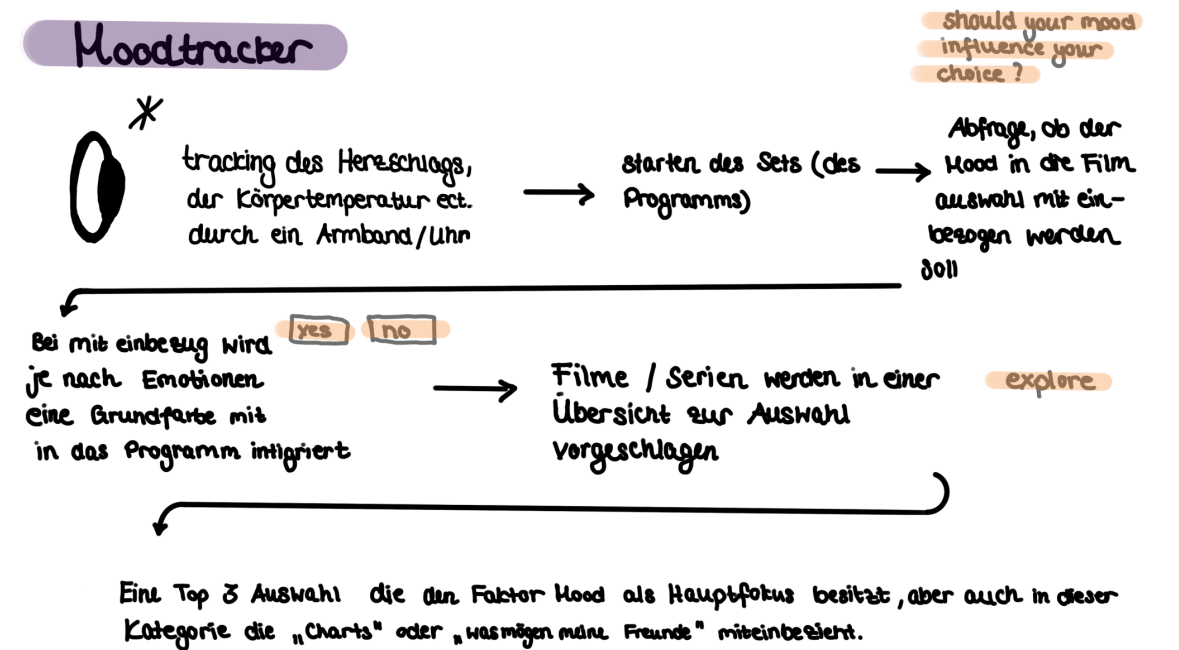 Moodtracker
should your mood
influence your
choice?
tracking des Herzschlags,
der Körpertemperatur ect.
durch ein Armband/Uhr
starten des Sets (des
Programms)
Abfrage, ob der
Mood in die Film
auswahl mit ein-
bezogen werden
soll
yes no
Bei mit einbezug wird
je nach Emotionen
eine Grundfarbe mit
in das Programm intigriert
Filme / Serien werden in einer
Übersicht zur Auswahl
vorgeschlagen
explore
Eine Top 3 Auswahl die den Faktor Mood als Hauptfokus besitzt, aber auch in dieser
Kategorie die „Charts" oder „was mögen meine Freunde" miteinbezieht.